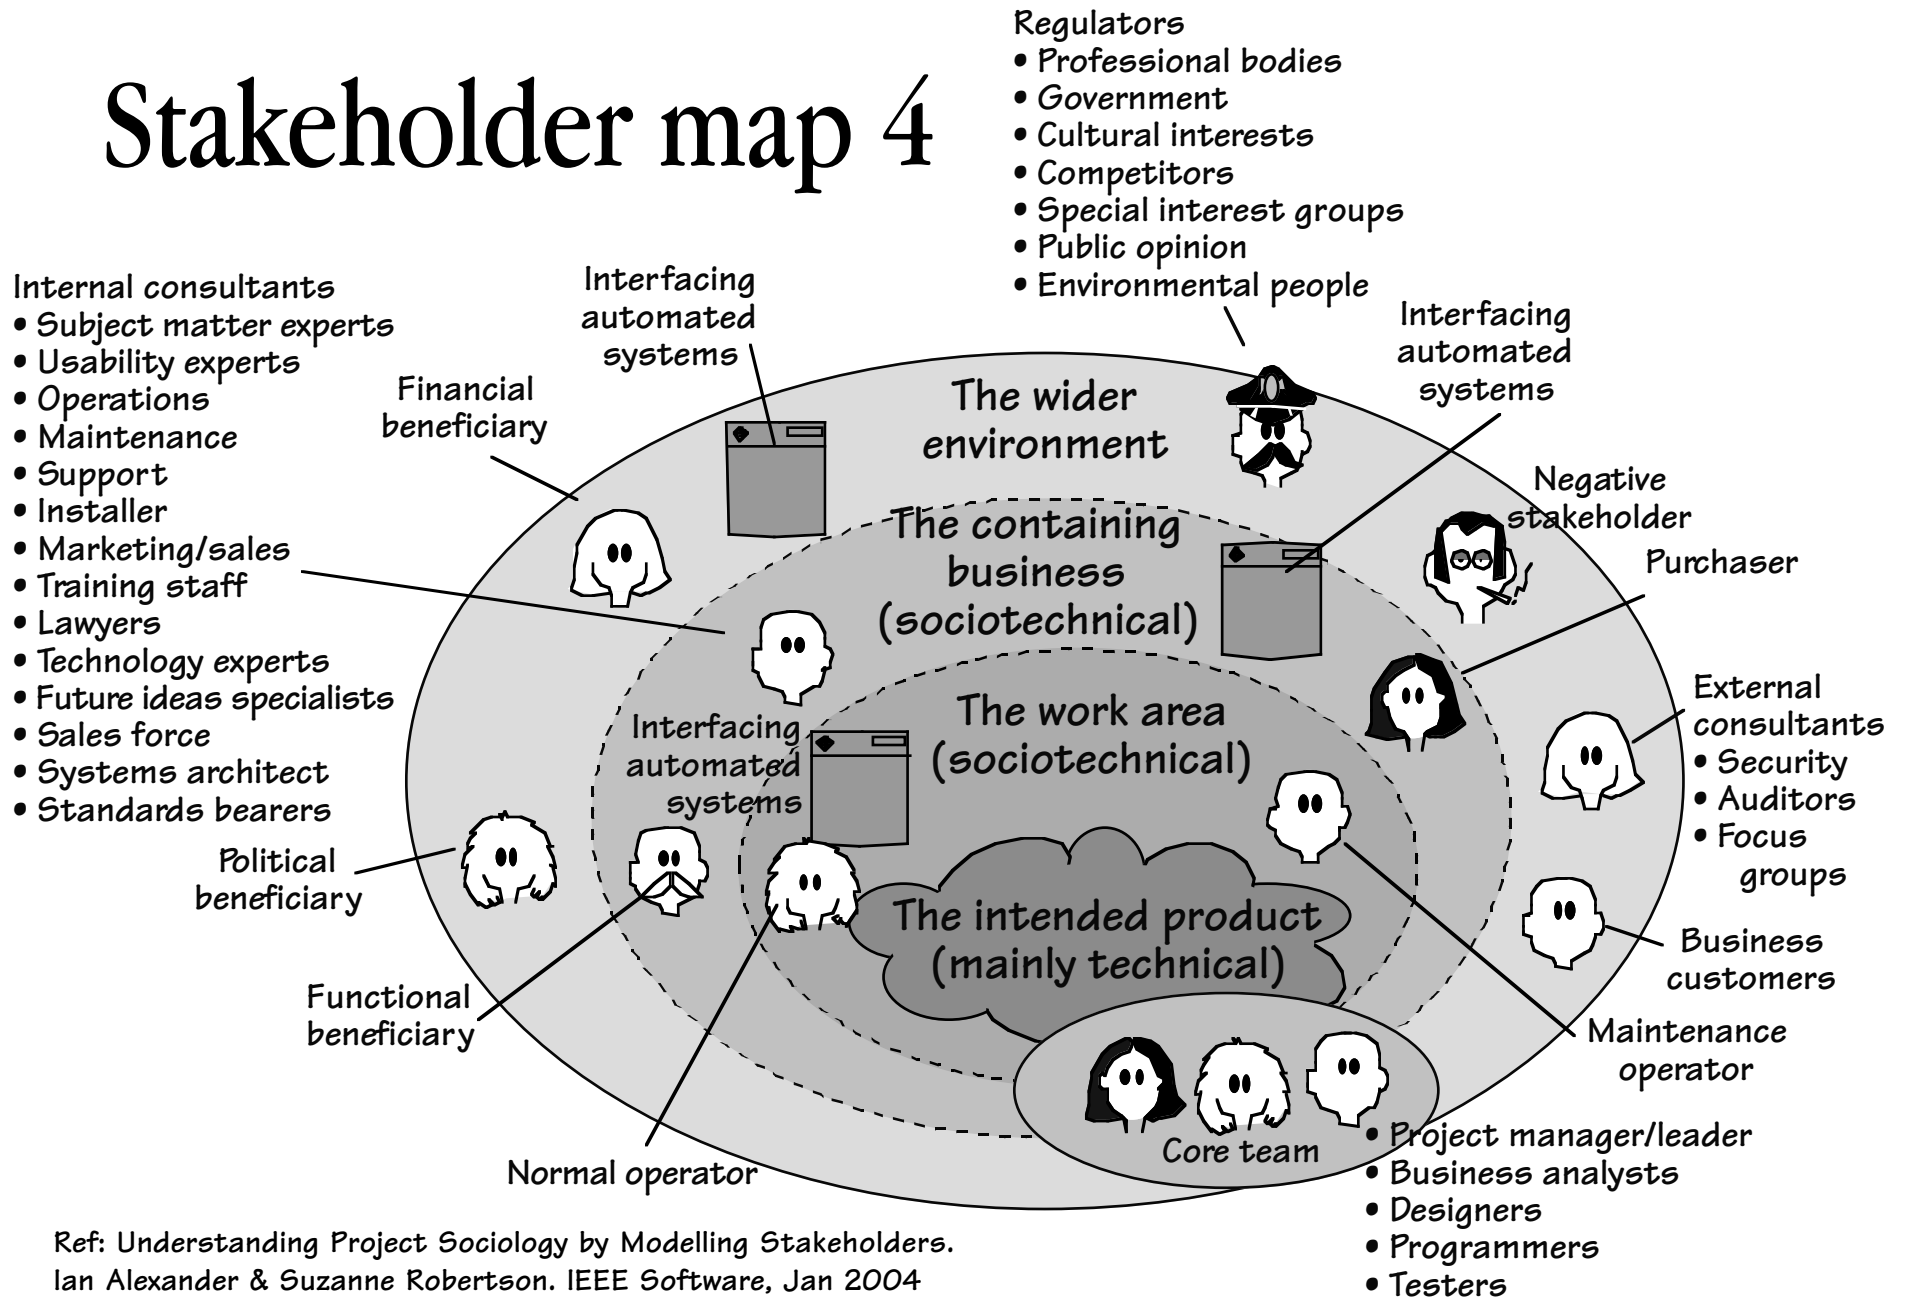 Stakeholder map 4
Regulators
• Professional bodies
• Government
• Cultural interests
• Competitors
• Special interest groups
• Public opinion
• Environmental people
Internal consultants
• Subject matter experts
• Usability experts
• Operations
• Maintenance
• Support
• Installer
• Marketing/sales
• Training staff
• Lawyers
• Technology experts
• Future ideas specialists
• Sales force
• Systems architect
• Standards bearers
Financial
beneficiary
Interfacing
automated
systems
Interfacing
automated
systems
The wider
environment
Negative
stakeholder
Purchaser
The containing
business
(sociotechnical)
External
consultants
• Security
• Auditors
• Focus
groups
Interfacing
automated
systems
The work area
(sociotechnical)
Political
beneficiary
The intended product
(mainly technical)
Business
customers
Functional
beneficiary
Maintenance
operator
Normal operator
Core team
• Project manager/leader
• Business analysts
• Designers
• Programmers
• Testers
Ref: Understanding Project Sociology by Modelling Stakeholders.
Ian Alexander & Suzanne Robertson. IEEE Software, Jan 2004